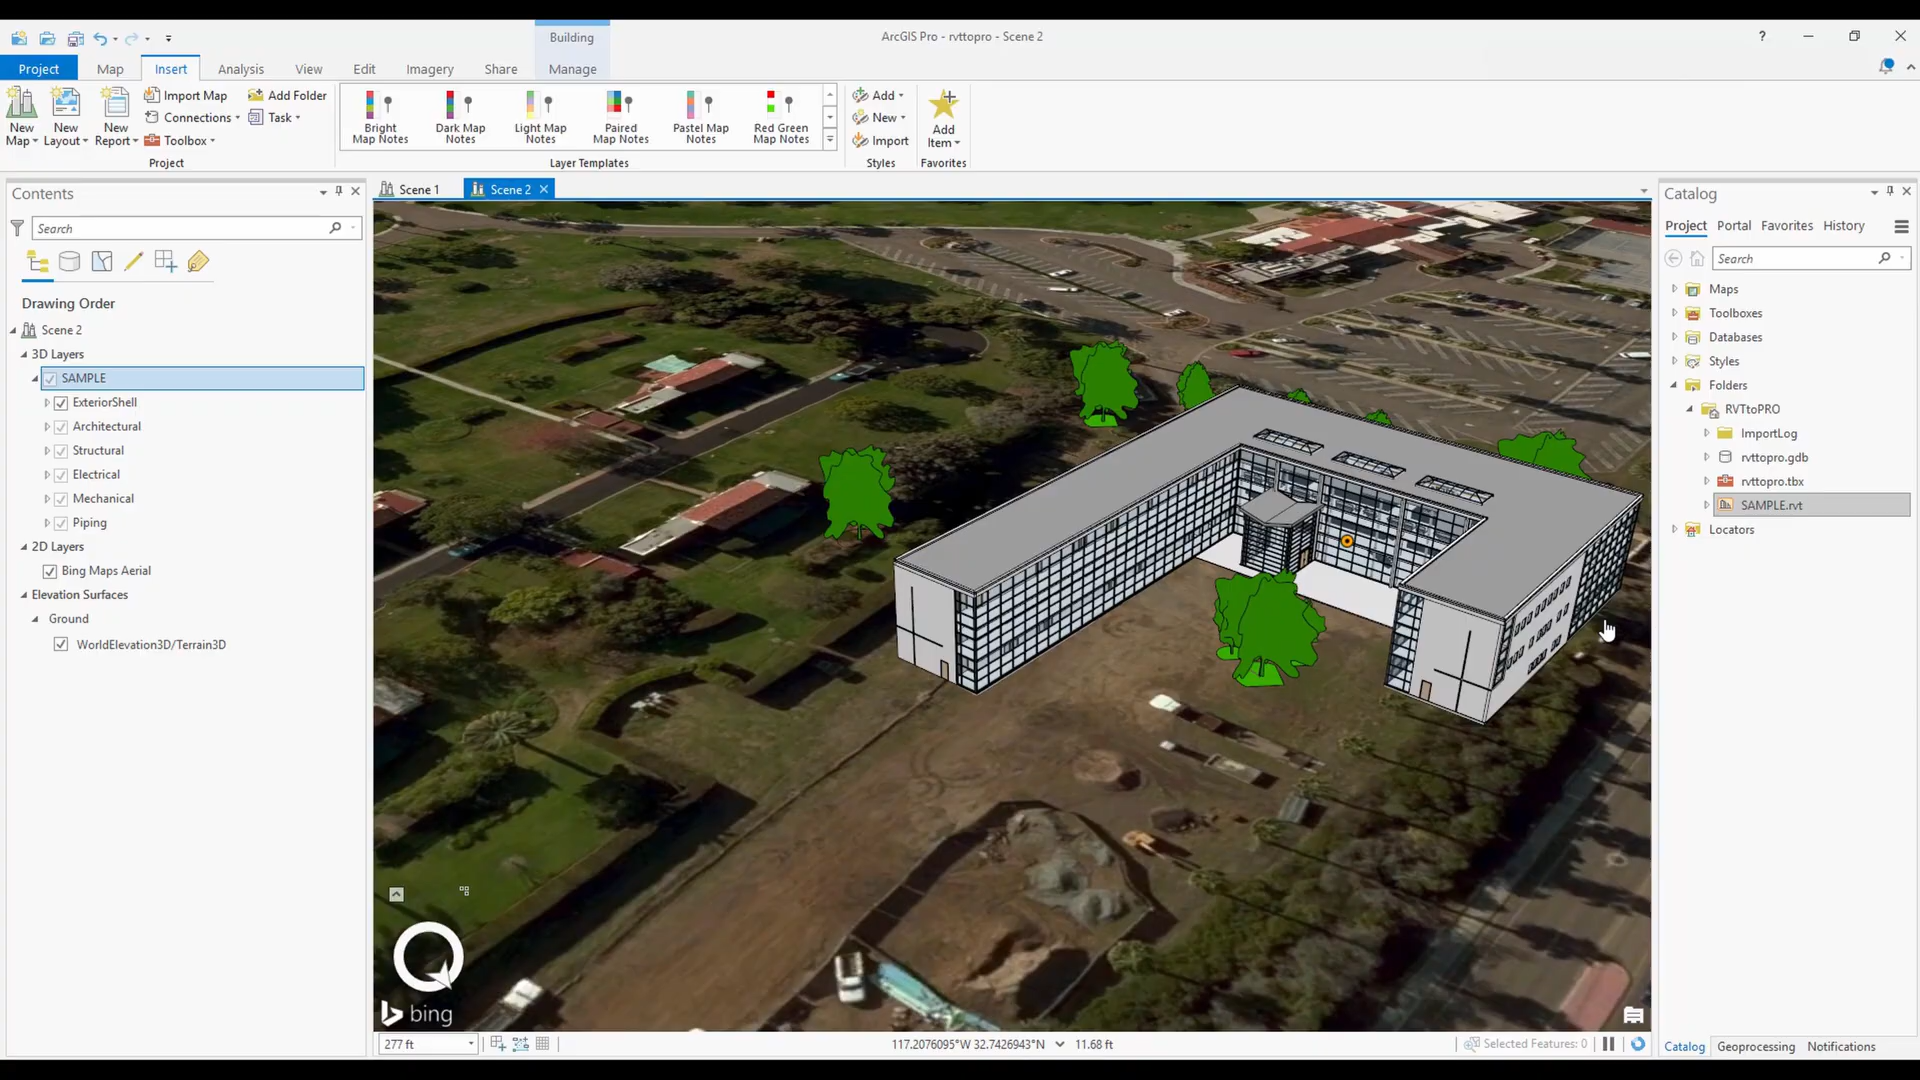 Building
ArcGIS Pro - rvttopro - Scene 2
?
Project
Map
Insert
Analysis
View
Edit
Imagery
Share
Manage
New
Map
New
Layout
New
Report
Import Map
Connections
Toolbox
Add Folder
Task
Project
Bright
Map Notes
Dark Map
Notes
Light Map
Notes
Paired
Map Notes
Pastel Map
Notes
Red Green
Map Notes
Layer Templates
Add
New
Import
Styles
Add
Item
Favorites
Contents
Search
Drawing Order
Scene 2
3D Layers
SAMPLE
ExteriorShell
Architectural
Structural
Electrical
Mechanical
Piping
2D Layers
Bing Maps Aerial
Elevation Surfaces
Ground
WorldElevation3D/Terrain3D
Scene 1
Scene 2
bing
277 ft
117.2076095°W 32.7426943°N
11.68 ft
Selected Features: 0
Catalog
Project
Portal
Favorites
History
Search
Maps
Toolboxes
Databases
Styles
Folders
RVTtoPRO
ImportLog
rvttopro.gdb
rvttopro.tbx
SAMPLE.rvt
Locators
Catalog
Geoprocessing
Notifications